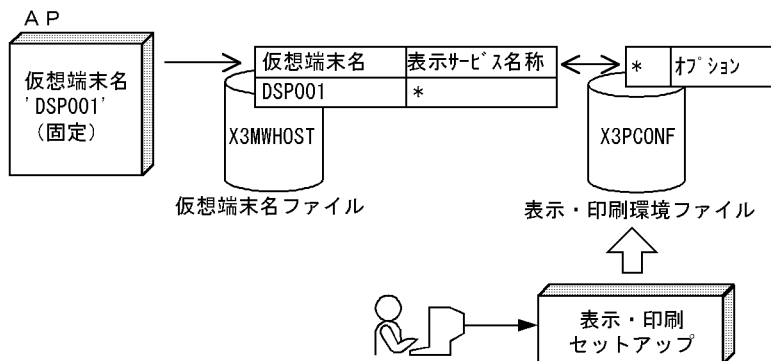 AP
仮想端末名
'DSP001'
(固定)
仮想端末名 表示サービス名称
DSP001 *
* オプション
X3MWHOST
X3PCONF
仮想端末名ファイル
表示・印刷環境ファイル
表示・印刷
セットアップ